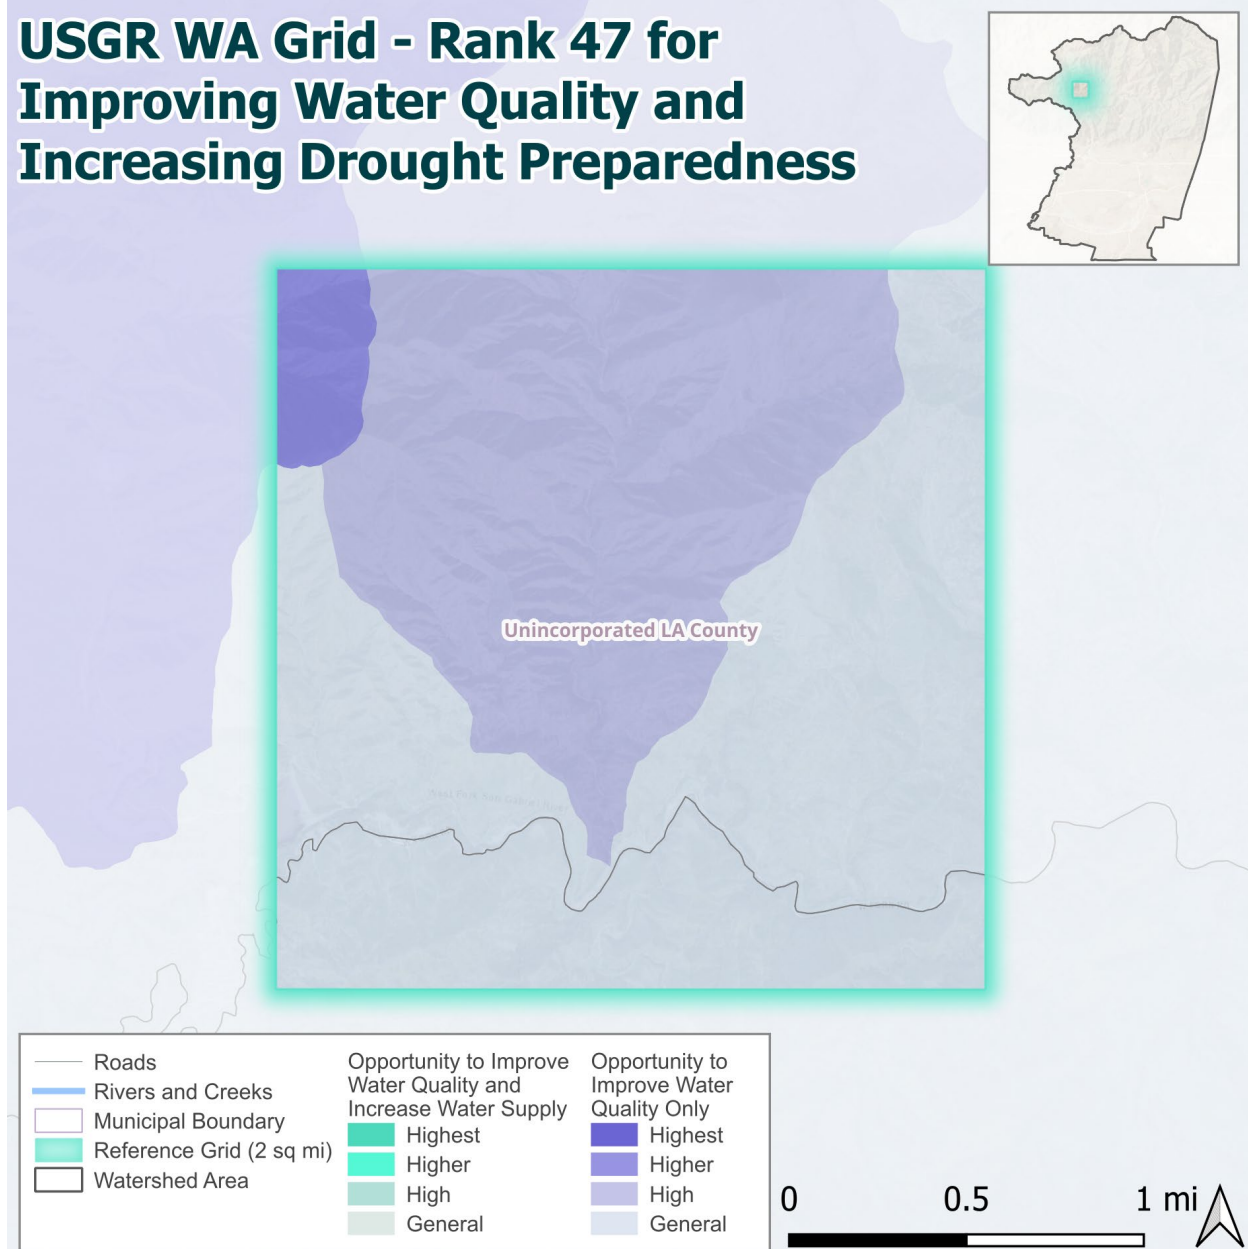 USGR WA Grid - Rank 47 for
Improving Water Quality and
Increasing Drought Preparedness
Unincorporated LA County
Roads
Rivers and Creeks
Municipal Boundary
Reference Grid (2 sq mi)
Watershed Area
Opportunity to Improve
Water Quality and
Increase Water Supply
Highest
Higher
High
General
Opportunity to
Improve Water
Quality Only
Highest
Higher
High
General
0 0.5 1 mi